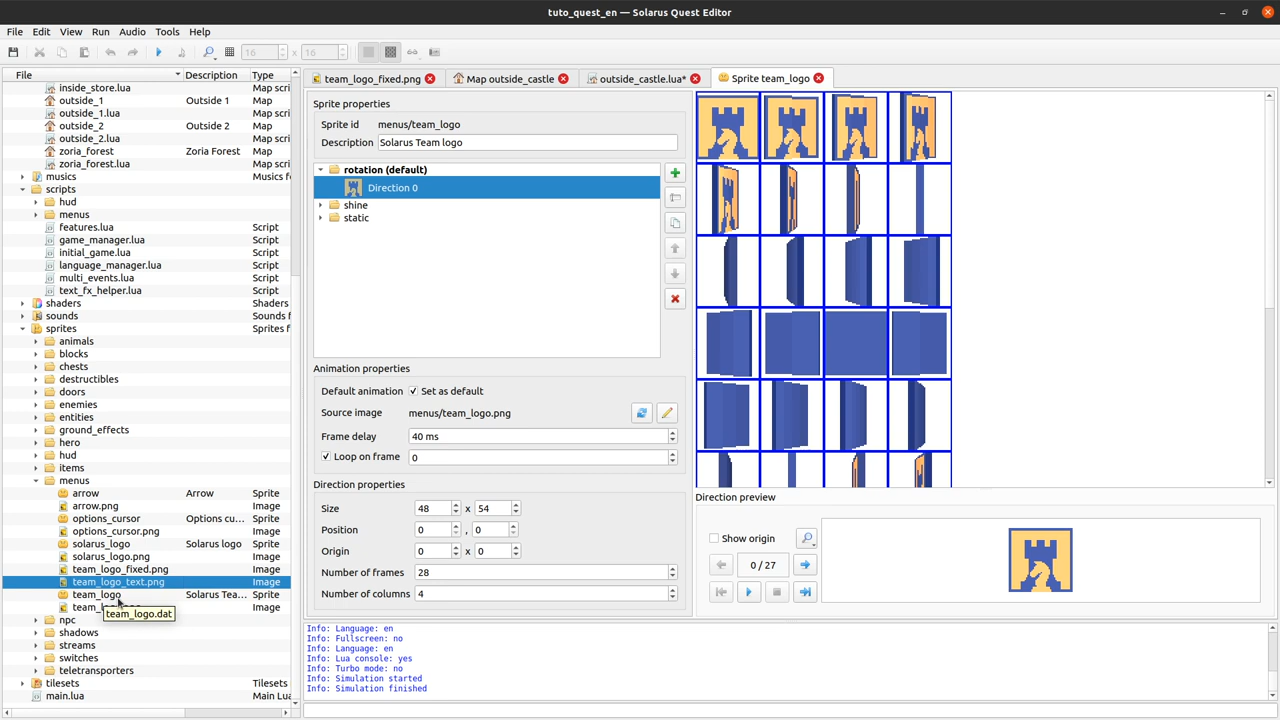 tuto_quest_en — Solarus Quest Editor
File Edit View Run Audio Tools Help
16 x 16
File Description Type
inside_store.lua Map scri
outside_1 Outside 1 Map
outside_1.lua Map scri
outside_2 Outside 2 Map
outside_2.lua Map scri
zoria_forest Zoria Forest Map
zoria_forest.lua Map scri
musics Musics f
scripts
hud
menus
features.lua Script
game_manager.lua Script
initial_game.lua Script
language_manager.lua Script
multi_events.lua Script
text_fx_helper.lua Script
shaders Shaders
sounds Sounds f
sprites Sprites f
animals
blocks
chests
destructibles
doors
enemies
entities
ground_effects
hero
hud
items
menus
arrow Arrow Sprite
arrow.png Image
options_cursor Options cu... Sprite
options_cursor.png Image
solarus_logo Solarus logo Sprite
solarus_logo.png Image
team_logo_fixed.png Image
team_logo_text.png Image
team_logo Solarus Tea... Sprite
Image
team_logo.dat
npc
shadows
streams
switches
teletransporters
tilesets Tilesets
main.lua Main Lua
team_logo_fixed.png Map outside_castle outside_castle.lua* Sprite team_logo
Sprite properties
Sprite id menus/team_logo
Description Solarus Team logo
rotation (default)
Direction 0
shine
static
Animation properties
Default animation Set as default
Source image menus/team_logo.png
Frame delay 40 ms
Loop on frame 0
Direction properties
Size 48 x 54
Position 0 , 0
Origin 0 x 0
Number of frames 28
Number of columns 4
Direction preview
Show origin
0 / 27
Info: Language: en
Info: Fullscreen: no
Info: Language: en
Info: Lua console: yes
Info: Turbo mode: no
Info: Simulation started
Info: Simulation finished